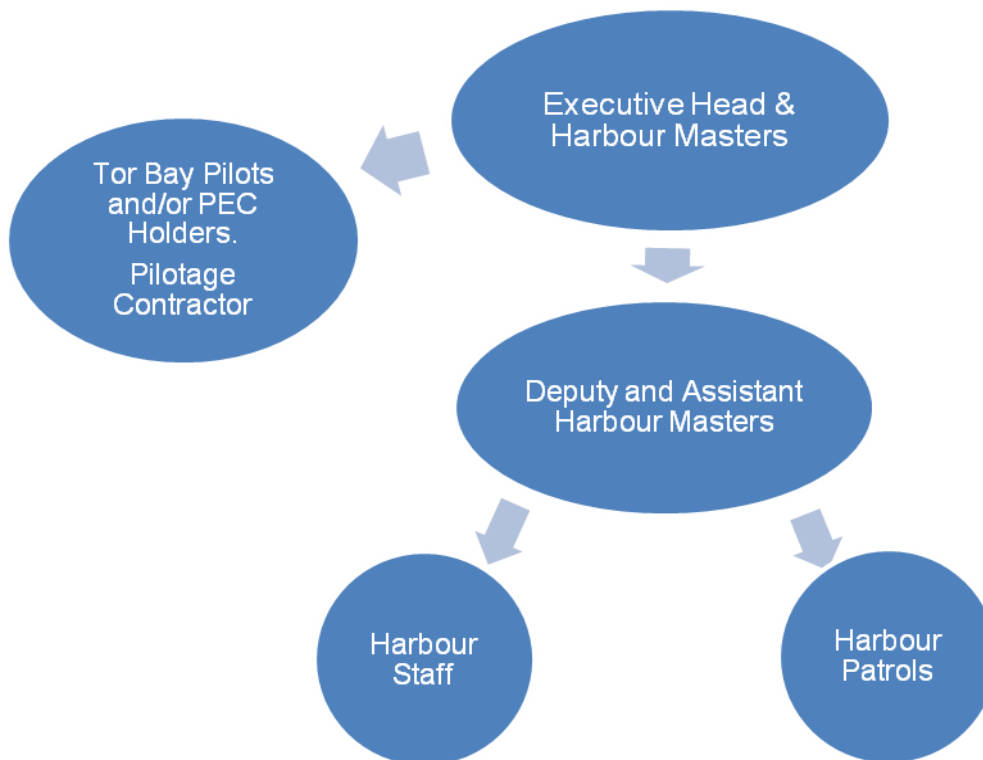 Executive Head &
Harbour Masters
Tor Bay Pilots
and/or PEC
Holders.
Pilotage
Contractor
Deputy and Assistant
Harbour Masters
Harbour
Staff
Harbour
Patrols